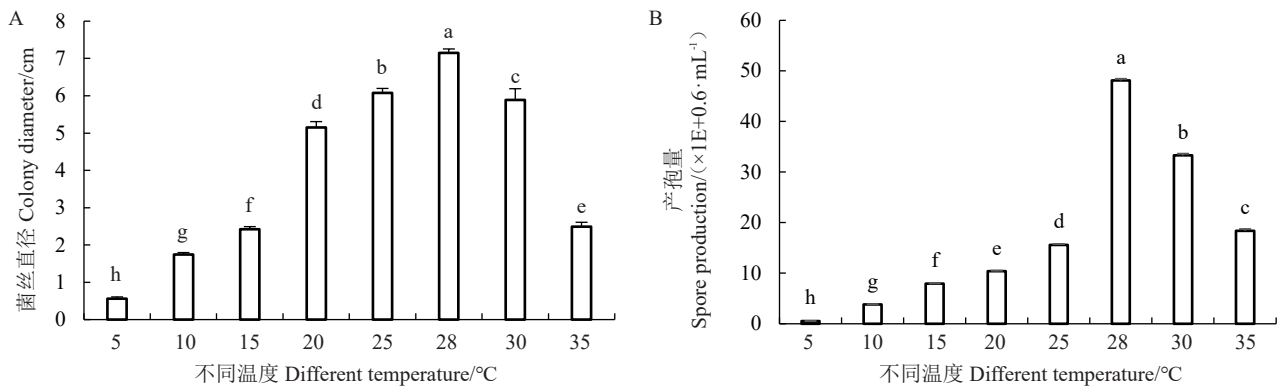 A
菌丝直径 Colony diameter/cm
8
7
6
5
4
3
2
1
0
h
g
f
d
b
a
c
e
5 10 15 20 25 28 30 35
不同温度 Different temperature/℃
B
产孢量
Spore production/(×1E+0.6·mL⁻¹)
60
50
40
30
20
10
0
h
g
f
e
d
a
b
c
5 10 15 20 25 28 30 35
不同温度 Different temperature/℃